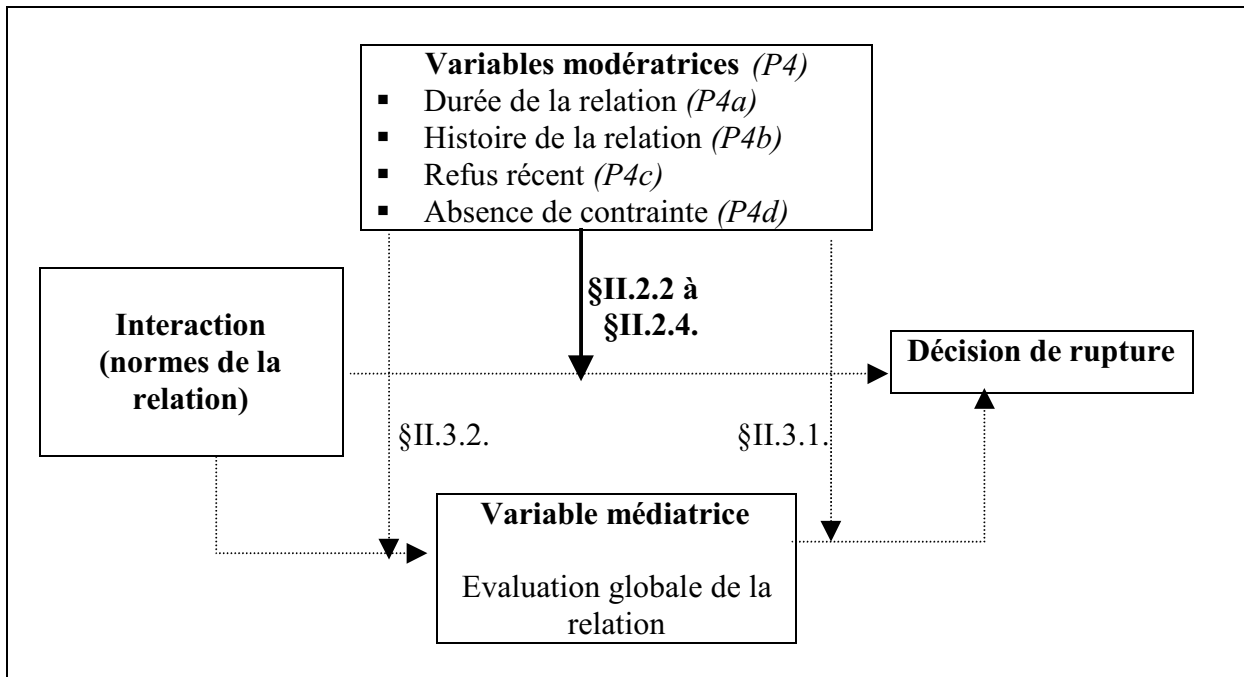 Variables modératrices (P4)
▪ Durée de la relation (P4a)
▪ Histoire de la relation (P4b)
▪ Refus récent (P4c)
▪ Absence de contrainte (P4d)
§II.2.2 à
§II.2.4.
Interaction
(normes de la
relation)
Décision de rupture
§II.3.2.
§II.3.1.
Variable médiatrice
Evaluation globale de la
relation